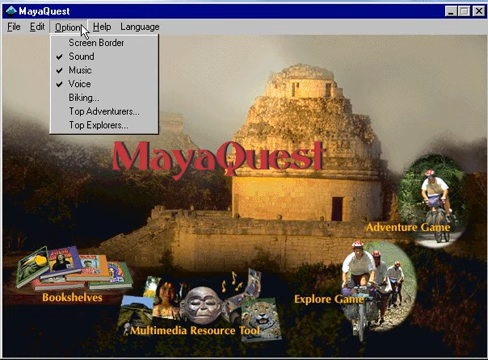 MayaQuest
File Edit Options Help Language
Screen Border
Sound
Music
Voice
Biking...
Top Adventurers...
Top Explorers...
MayaQuest
Adventure Game
Bookshelves
Explore Game
Multimedia Resource Tool